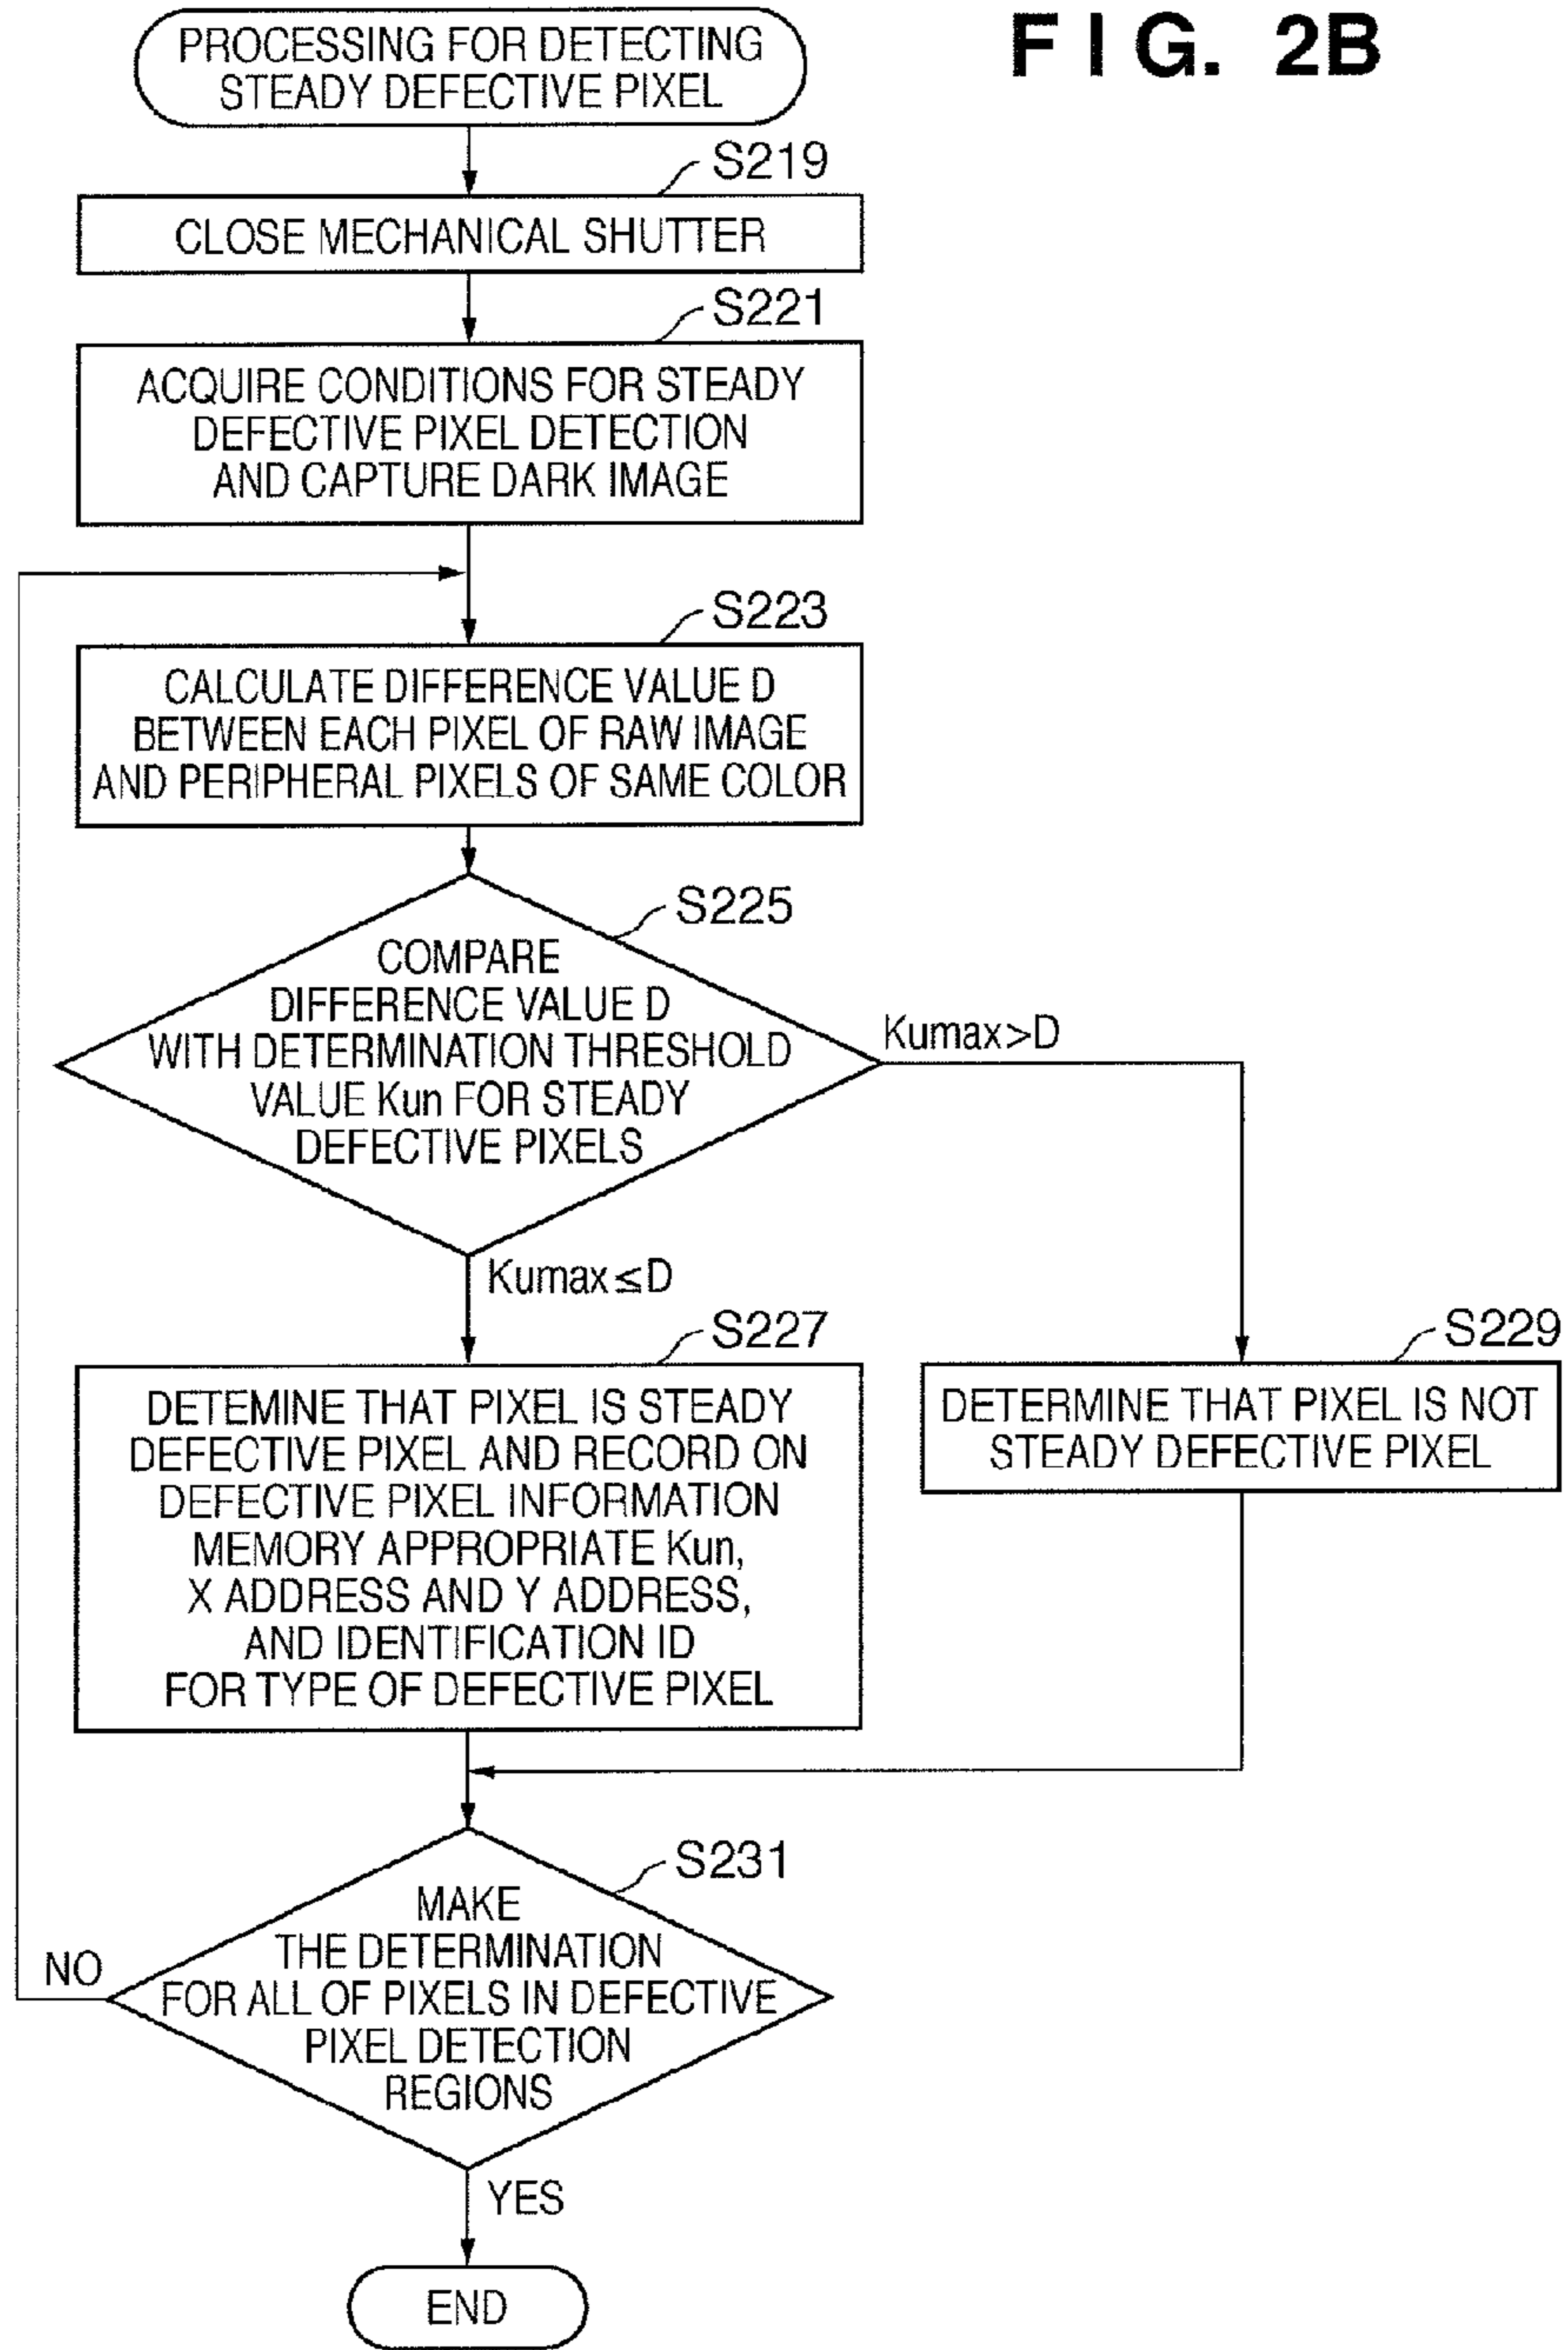 FIG. 2B
PROCESSING FOR DETECTING
STEADY DEFECTIVE PIXEL
S219
CLOSE MECHANICAL SHUTTER
S221
ACQUIRE CONDITIONS FOR STEADY
DEFECTIVE PIXEL DETECTION
AND CAPTURE DARK IMAGE
S223
CALCULATE DIFFERENCE VALUE D
BETWEEN EACH PIXEL OF RAW IMAGE
AND PERIPHERAL PIXELS OF SAME COLOR
S225
COMPARE
DIFFERENCE VALUE D
WITH DETERMINATION THRESHOLD
VALUE Kun FOR STEADY
DEFECTIVE PIXELS
Kumax>D
Kumax≦D
S227
DETEMINE THAT PIXEL IS STEADY
DEFECTIVE PIXEL AND RECORD ON
DEFECTIVE PIXEL INFORMATION
MEMORY APPROPRIATE Kun,
X ADDRESS AND Y ADDRESS,
AND IDENTIFICATION ID
FOR TYPE OF DEFECTIVE PIXEL
S229
DETERMINE THAT PIXEL IS NOT
STEADY DEFECTIVE PIXEL
S231
MAKE
THE DETERMINATION
FOR ALL OF PIXELS IN DEFECTIVE
PIXEL DETECTION
REGIONS
NO
YES
END